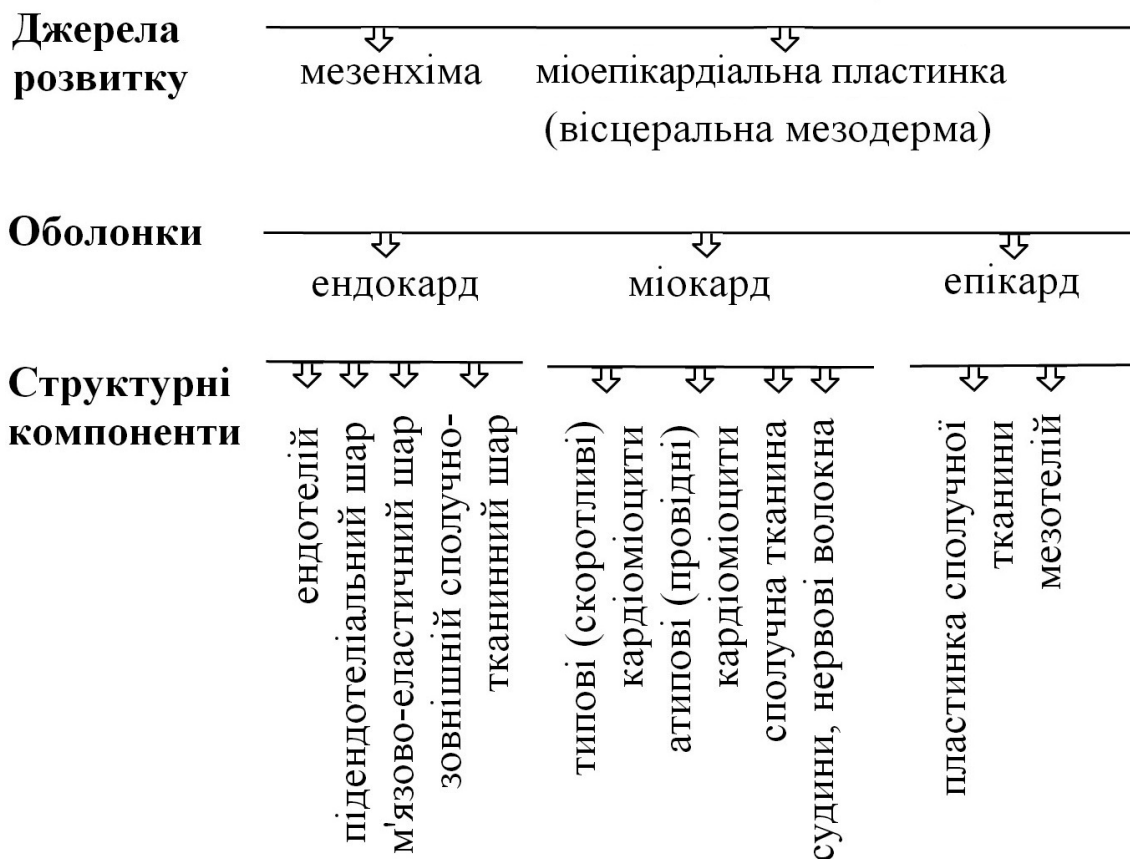 Джерела
розвитку
мезенхіма
міоепікардіальна пластинка
(вісцеральна мезодерма)
Оболонки
ендокард
міокард
епікард
Структурні
компоненти
ендотелій
підендотеліальний шар
м'язово-еластичний шар
зовнішній сполучно-
тканинний шар
типові (скоротливі)
кардіоміоцити
атипові (провідні)
кардіоміоцити
сполучна тканина
судини, нервові волокна
пластинка сполучної
тканини
мезотелій